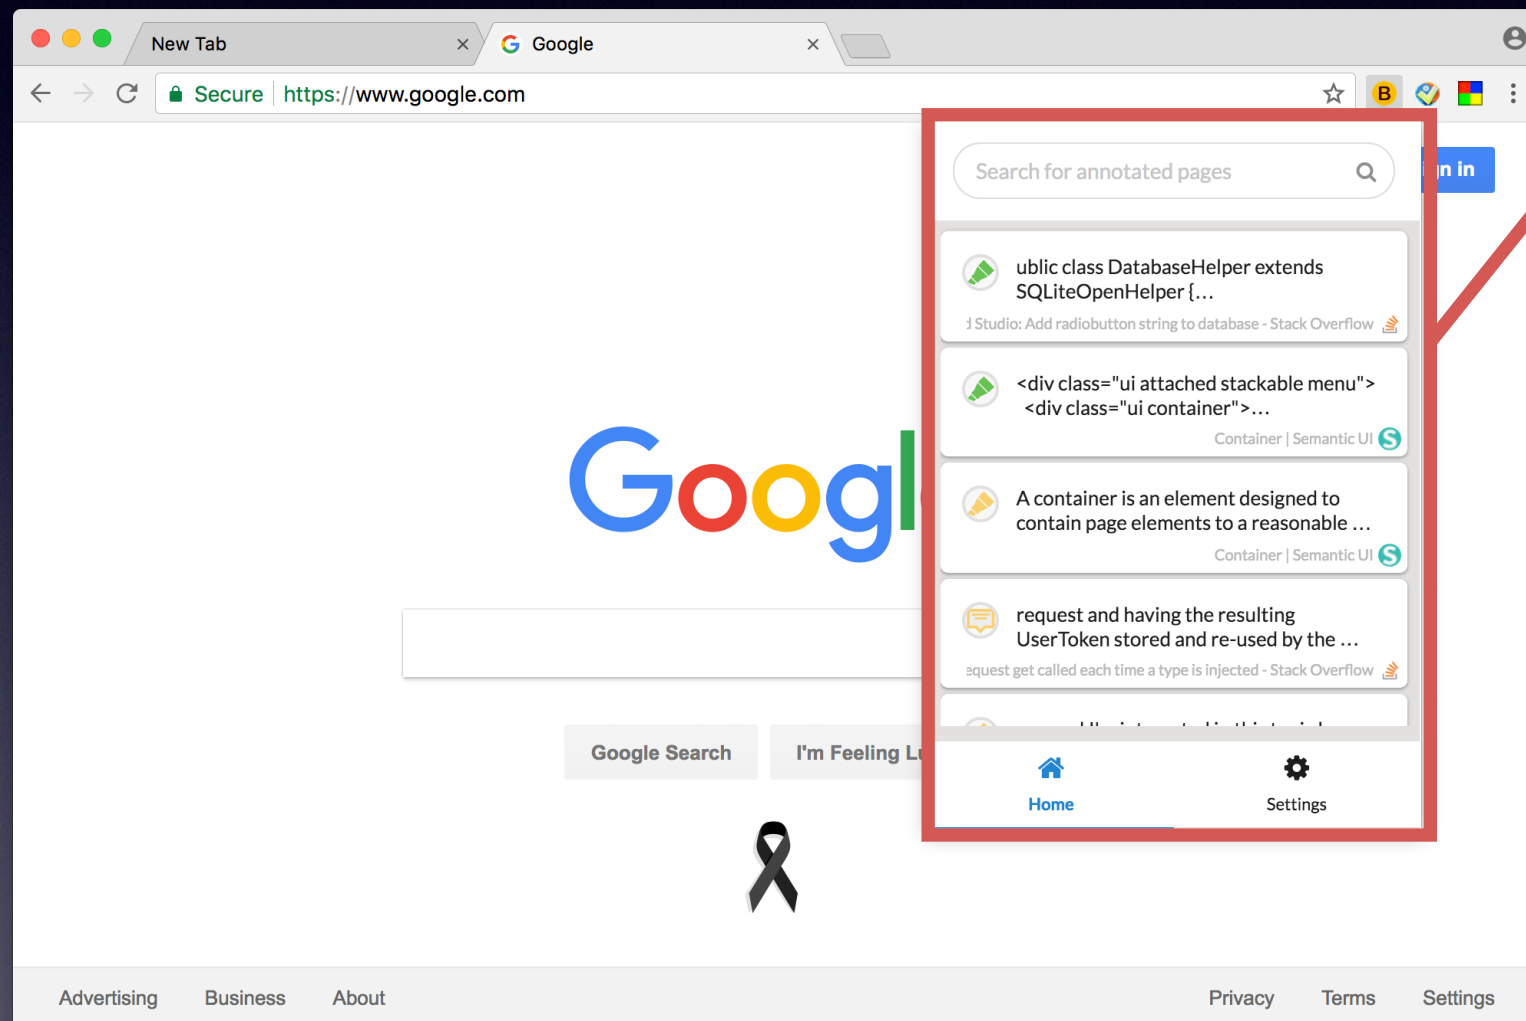 New Tab
Google
Secure https://www.google.com
B
Search for annotated pages
gn in
ublic class DatabaseHelper extends
SQLiteOpenHelper {...
d Studio: Add radiobutton string to database - Stack Overflow
<div class="ui attached stackable menu">
<div class="ui container">...
Container | Semantic UI
A container is an element designed to
contain page elements to a reasonable ...
Container | Semantic UI
request and having the resulting
UserToken stored and re-used by the ...
equest get called each time a type is injected - Stack Overflow
Google
Google Search
I'm Feeling Lu
Home
Settings
Advertising
Business
About
Privacy
Terms
Settings